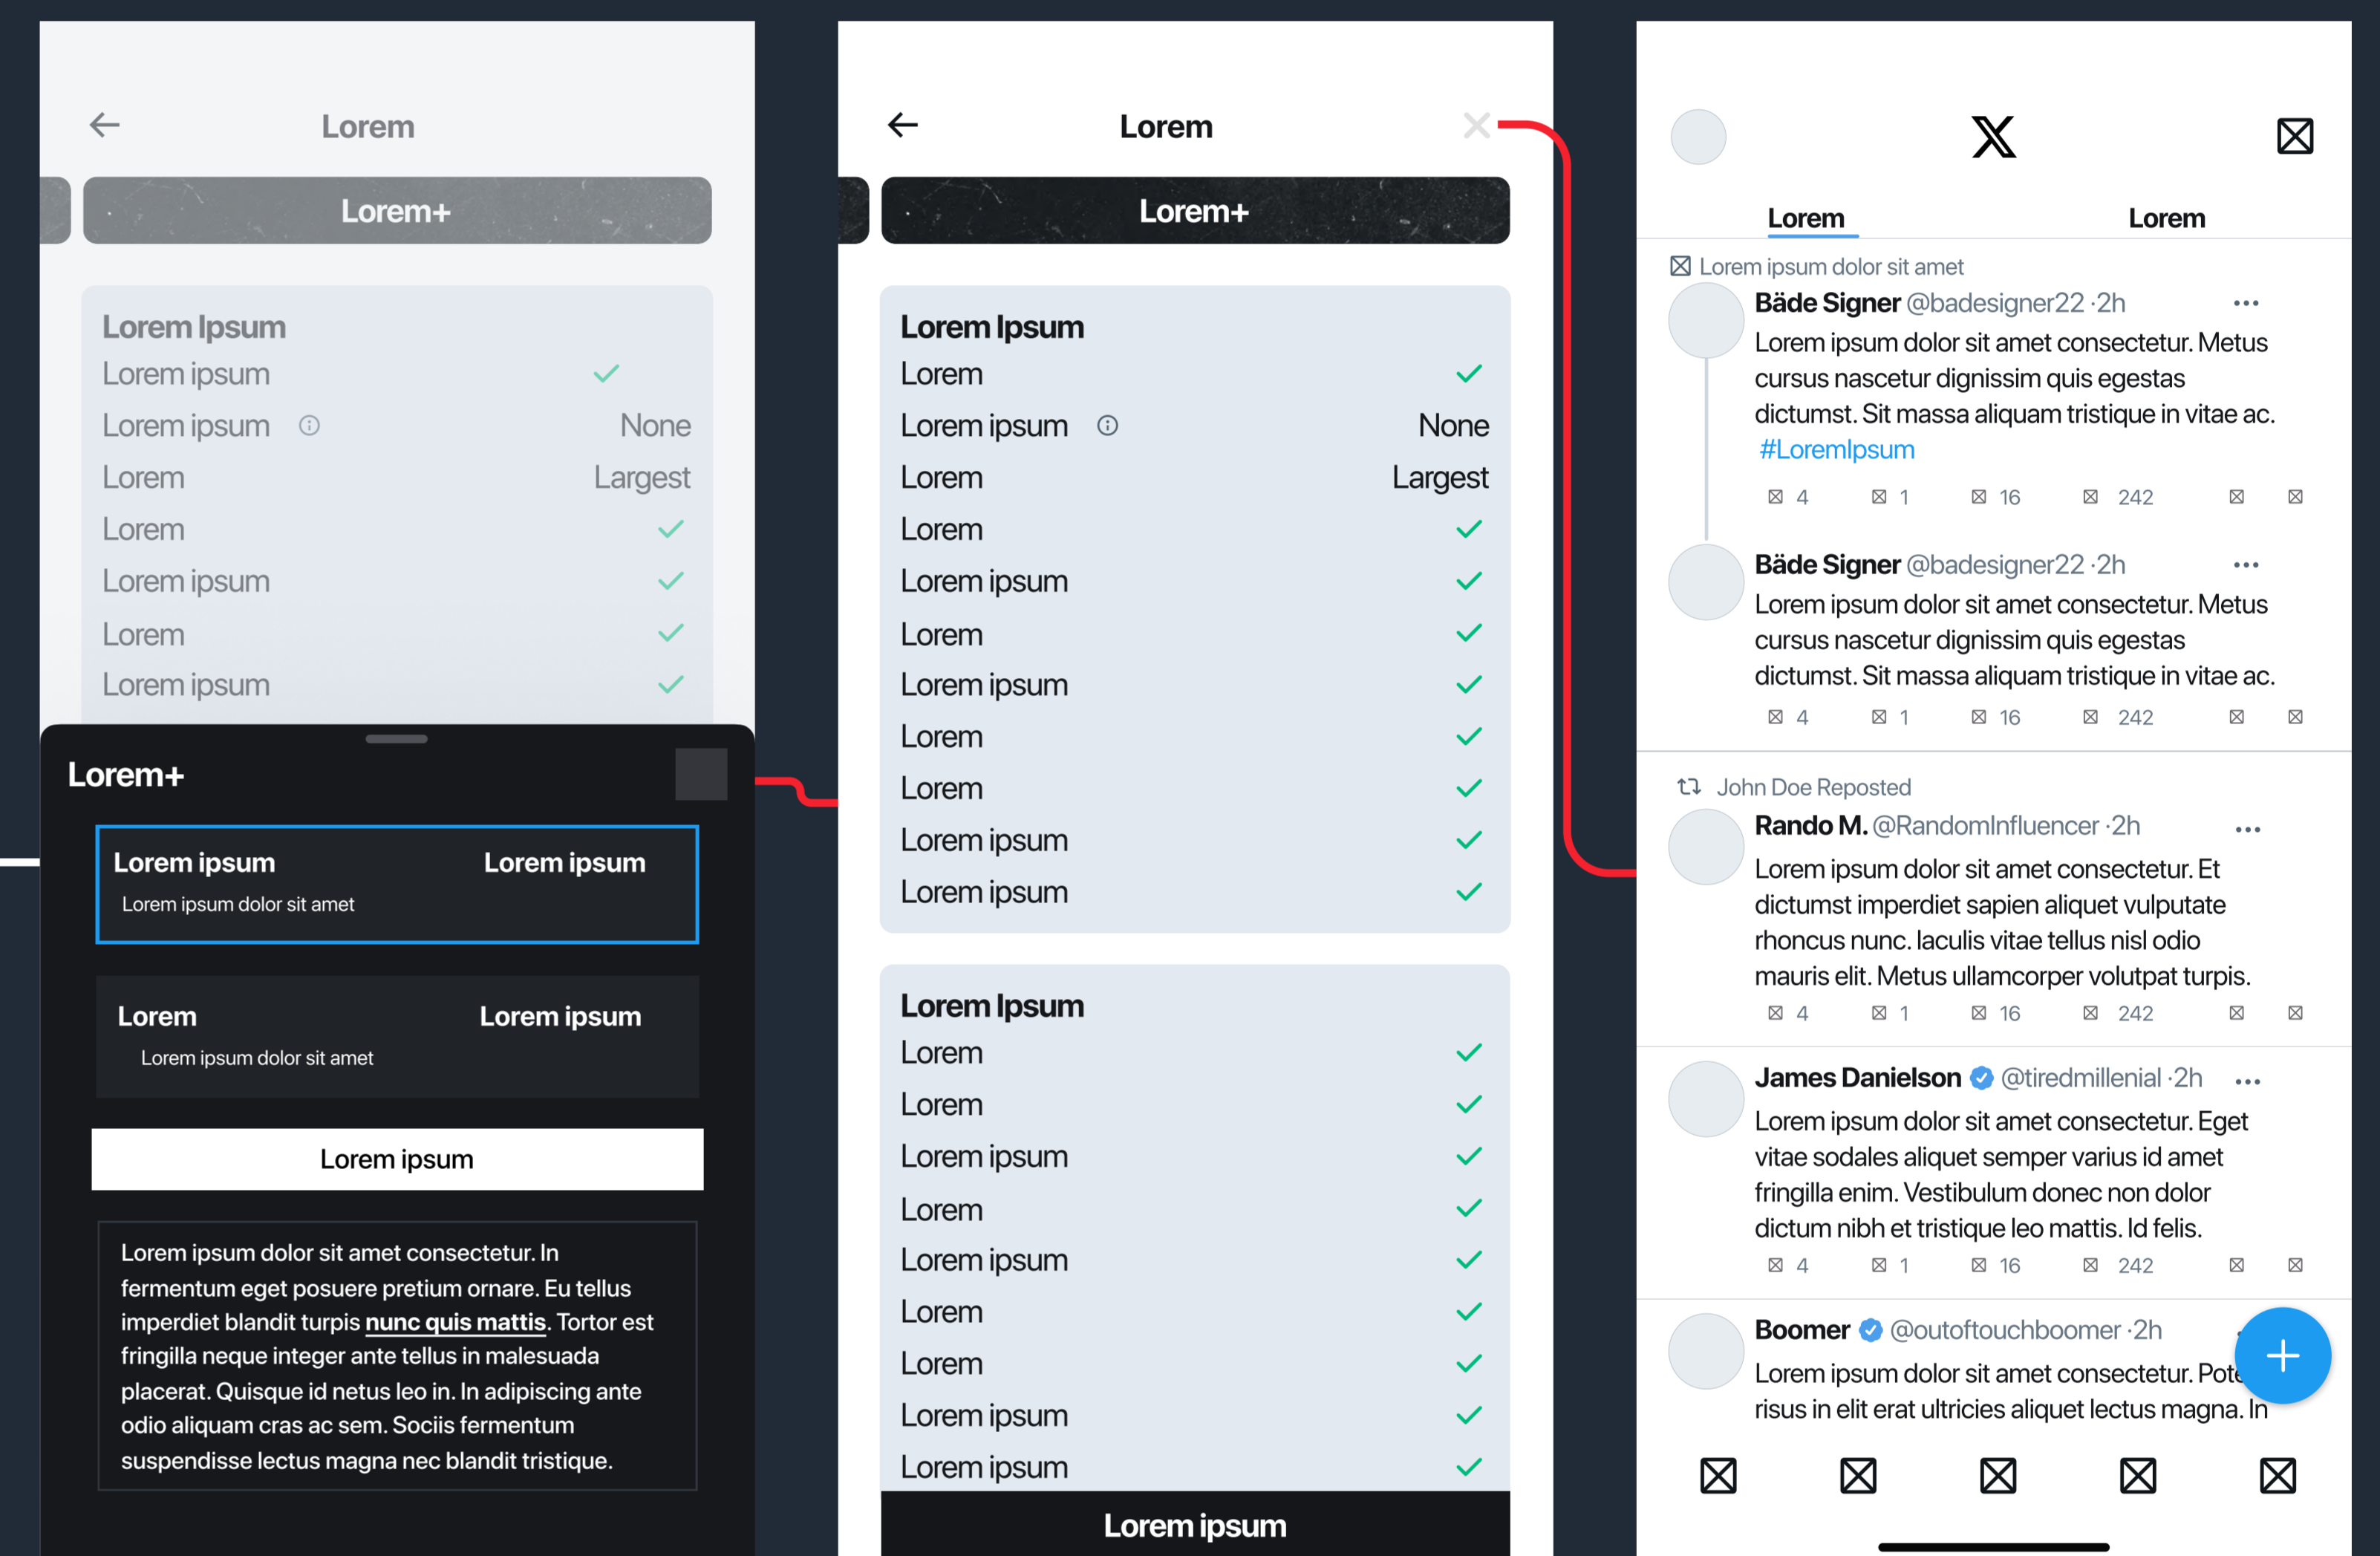 Lorem
Lorem+
Lorem Ipsum
Lorem ipsum
Lorem ipsum None
Lorem Largest
Lorem
Lorem ipsum
Lorem
Lorem ipsum
Lorem+
Lorem ipsum Lorem ipsum
Lorem ipsum dolor sit amet
Lorem Lorem ipsum
Lorem ipsum dolor sit amet
Lorem ipsum
Lorem ipsum dolor sit amet consectetur. In
fermentum eget posuere pretium ornare. Eu tellus
imperdiet blandit turpis nunc quis mattis. Tortor est
fringilla neque integer ante tellus in malesuada
placerat. Quisque id netus leo in. In adipiscing ante
odio aliquam cras ac sem. Sociis fermentum
suspendisse lectus magna nec blandit tristique.
Lorem
Lorem+
Lorem Ipsum
Lorem
Lorem ipsum None
Lorem Largest
Lorem
Lorem ipsum
Lorem
Lorem ipsum
Lorem
Lorem
Lorem ipsum
Lorem ipsum
Lorem Ipsum
Lorem
Lorem
Lorem ipsum
Lorem
Lorem ipsum
Lorem
Lorem
Lorem ipsum
Lorem ipsum
Lorem ipsum
X
Lorem Lorem
Lorem ipsum dolor sit amet
Bäde Signer @badesigner22 ·2h
Lorem ipsum dolor sit amet consectetur. Metus
cursus nascetur dignissim quis egestas
dictumst. Sit massa aliquam tristique in vitae ac.
#LoremIpsum
4 1 16 242
Bäde Signer @badesigner22 ·2h
Lorem ipsum dolor sit amet consectetur. Metus
cursus nascetur dignissim quis egestas
dictumst. Sit massa aliquam tristique in vitae ac.
4 1 16 242
John Doe Reposted
Rando M. @RandomInfluencer ·2h
Lorem ipsum dolor sit amet consectetur. Et
dictumst imperdiet sapien aliquet vulputate
rhoncus nunc. Iaculis vitae tellus nisl odio
mauris elit. Metus ullamcorper volutpat turpis.
4 1 16 242
James Danielson @tiredmillenial ·2h
Lorem ipsum dolor sit amet consectetur. Eget
vitae sodales aliquet semper varius id amet
fringilla enim. Vestibulum donec non dolor
dictum nibh et tristique leo mattis. Id felis.
4 1 16 242
Boomer @outoftouchboomer ·2h
Lorem ipsum dolor sit amet consectetur.
risus in elit erat ultricies aliquet lectus magna. In